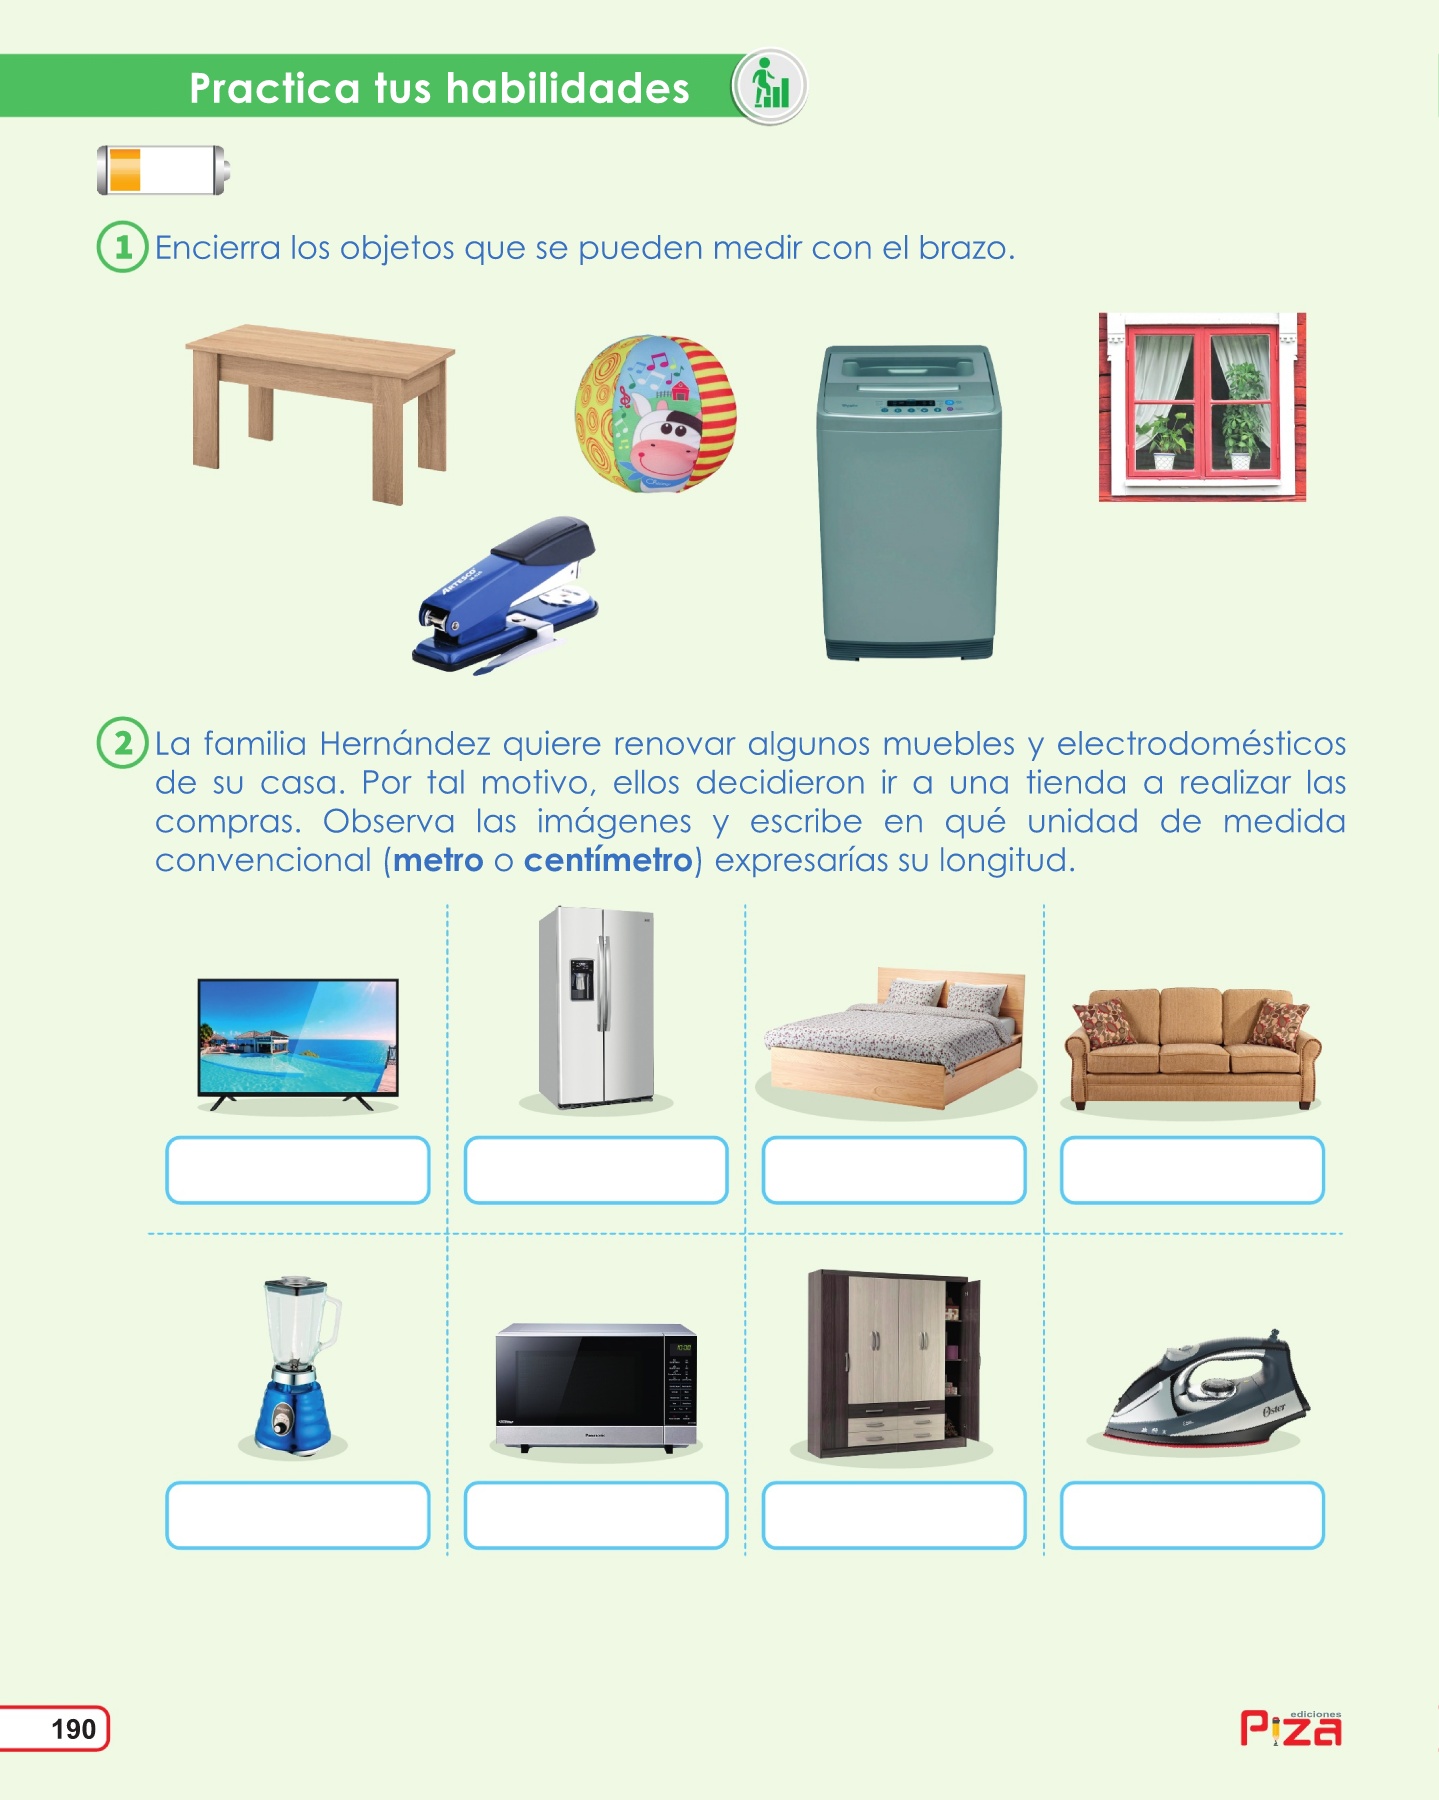 Practica tus habilidades
1 Encierra los objetos que se pueden medir con el brazo.
ARTESCO
2 La familia Hernández quiere renovar algunos muebles y electrodomésticos
de su casa. Por tal motivo, ellos decidieron ir a una tienda a realizar las
compras. Observa las imágenes y escribe en qué unidad de medida
convencional (metro o centímetro) expresarías su longitud.
10:00
Panasonic
Oster
190
ediciones
Piza